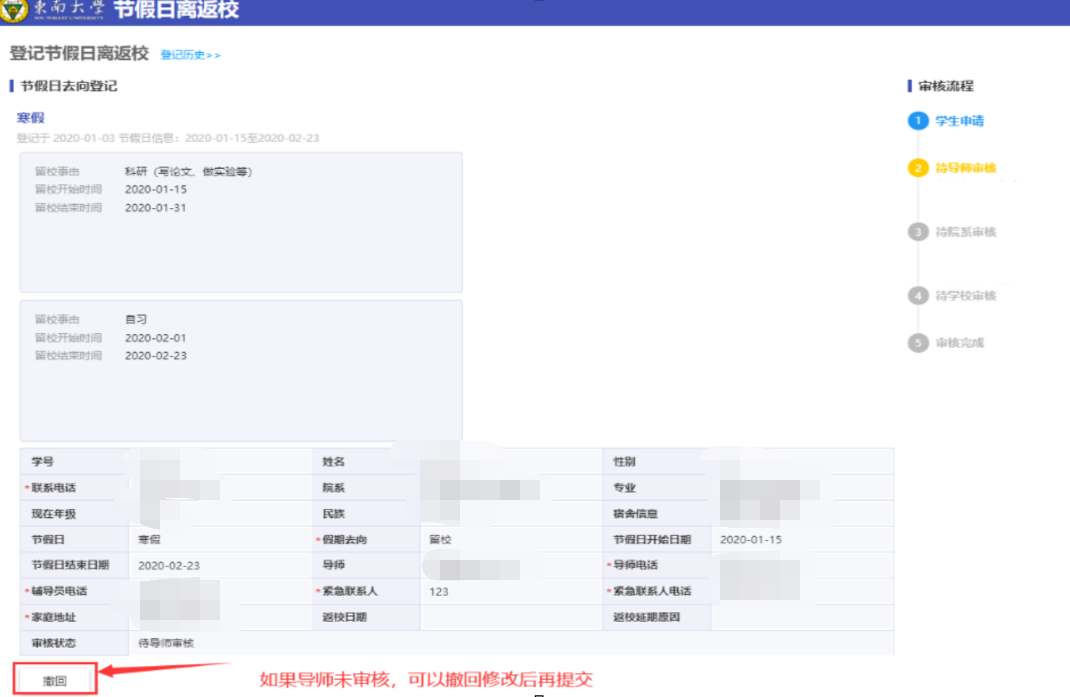 東南大学 节假日离返校
SOUTHEAST UNIVERSITY
登记节假日离返校 登记历史>>
节假日去向登记
寒假
登记于 2020-01-03 节假日信息：2020-01-15至2020-02-23
留校事由 科研（写论文、做实验等）
留校开始时间 2020-01-15
留校结束时间 2020-01-31
留校事由 自习
留校开始时间 2020-02-01
留校结束时间 2020-02-23
学号 姓名 性别
*联系电话 院系 专业
现在年级 民族 宿舍信息
节假日 寒假 *假期去向 留校 节假日开始日期 2020-01-15
节假日结束日期 2020-02-23 导师 *导师电话
*辅导员电话 *紧急联系人 123 *紧急联系人电话
*家庭地址 返校日期 返校延期原因
审核状态 待导师审核
撤回 如果导师未审核，可以撤回修改后再提交
审核流程
1 学生申请
2 待导师审核
3 待院系审核
4 待学校审核
5 审核完成